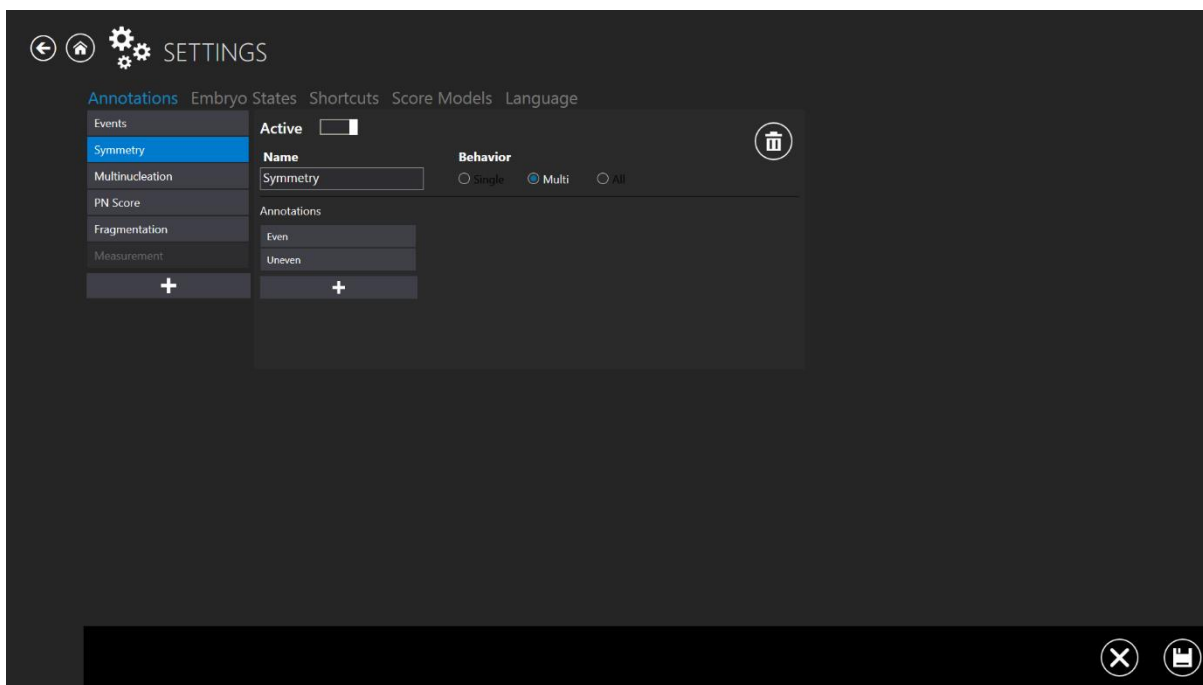 SETTINGS
Annotations Embryo States Shortcuts Score Models Language
Events
Symmetry
Multinucleation
PN Score
Fragmentation
Measurement
Active
Name
Behavior
Symmetry
Single Multi All
Annotations
Even
Uneven